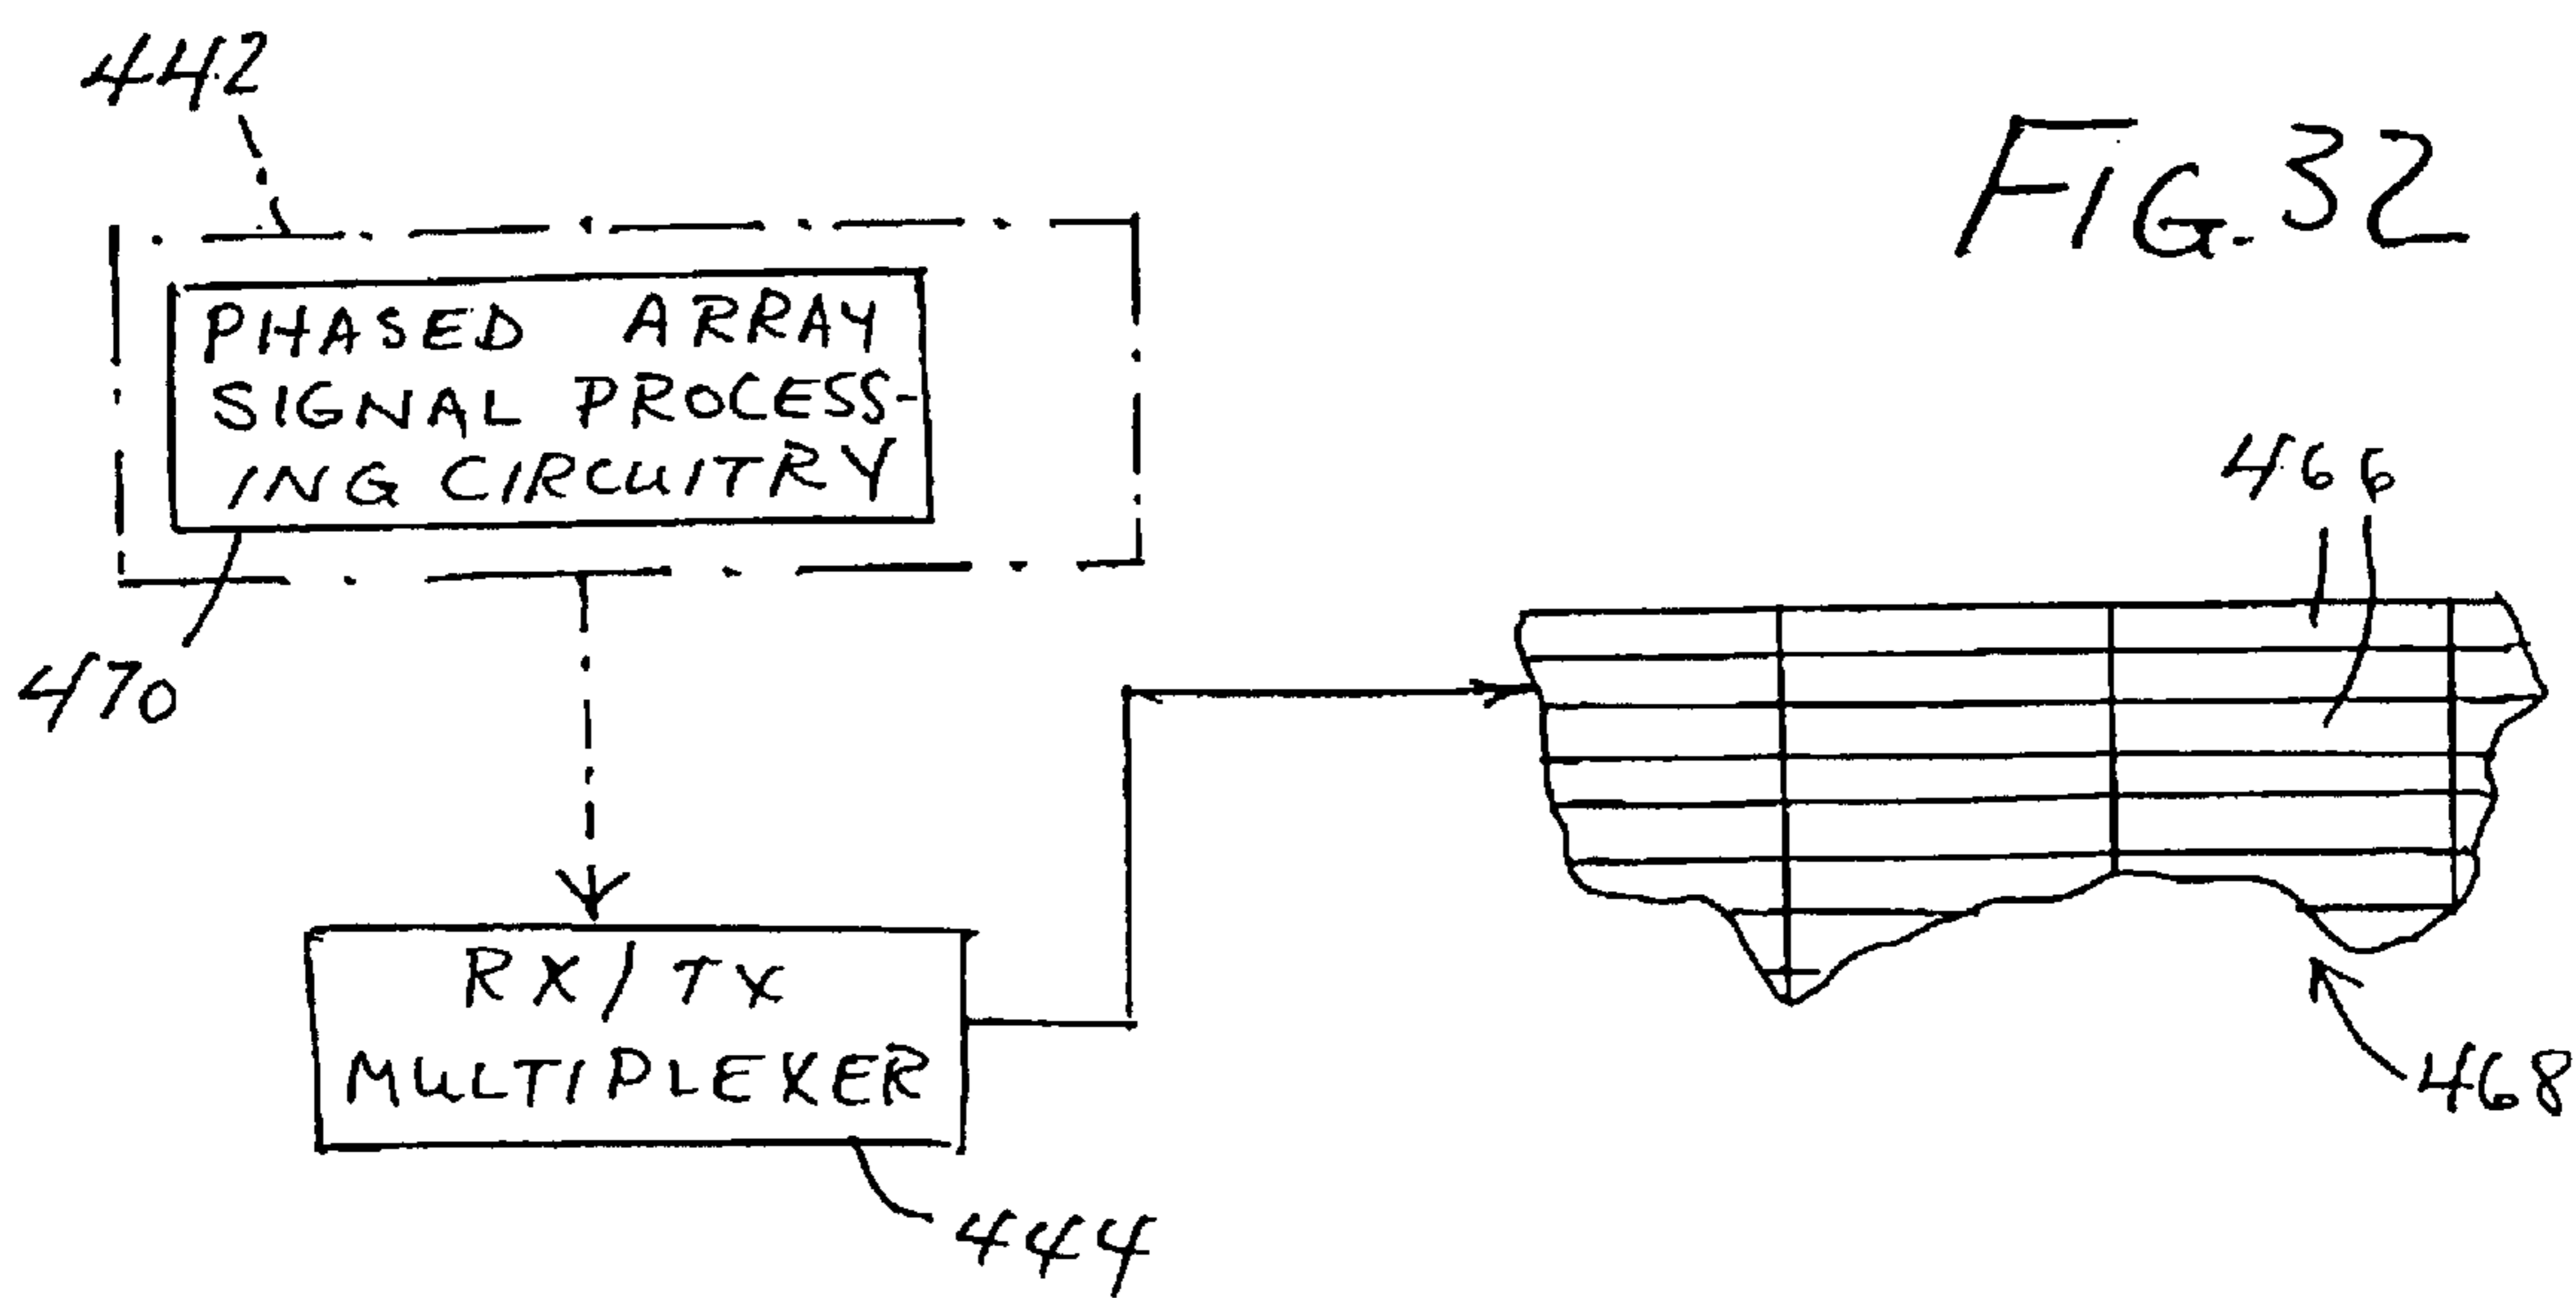 442
FIG. 32
PHASED ARRAY
SIGNAL PROCESS-
ING CIRCUITRY
466
470
RX / TX
MULTIPLEXER
468
444